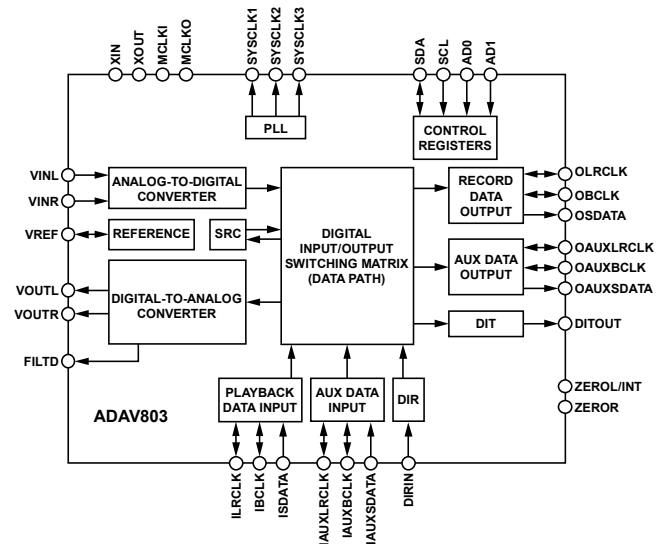 XIN
XOUT
MCLKI
MCLKO
SYSCLK1
SYSCLK2
SYSCLK3
SDA
SCL
AD0
AD1
PLL
CONTROL
REGISTERS
VINL
VINR
ANALOG-TO-DIGITAL
CONVERTER
VREF
REFERENCE
SRC
DIGITAL
INPUT/OUTPUT
SWITCHING MATRIX
(DATA PATH)
RECORD
DATA
OUTPUT
OLRCLK
OBCLK
OSDATA
AUX DATA
OUTPUT
OAUXLRCLK
OAUXBCLK
OAUXSDATA
VOUTL
VOUTR
DIGITAL-TO-ANALOG
CONVERTER
DIT
DITOUT
FILTD
PLAYBACK
DATA INPUT
AUX DATA
INPUT
DIR
ZEROL/INT
ZEROR
ADAV803
ILRCLK
IBCLK
ISDATA
IAUXLRCLK
IAUXBCLK
IAUXSDATA
DIRIN